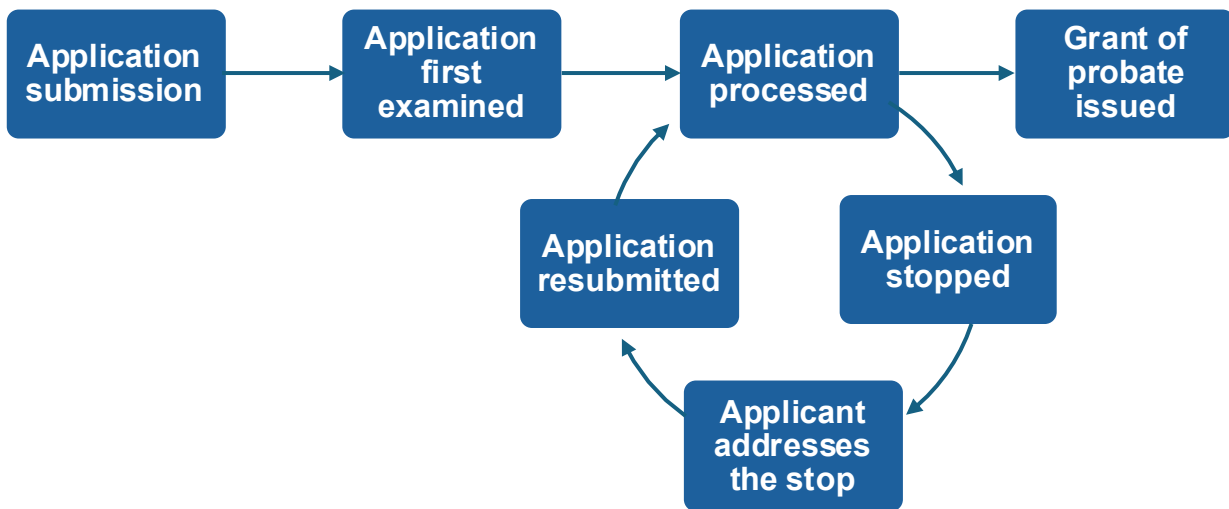 Application
submission
Application
first
examined
Application
processed
Grant of
probate
issued
Application
resubmitted
Application
stopped
Applicant
addresses
the stop